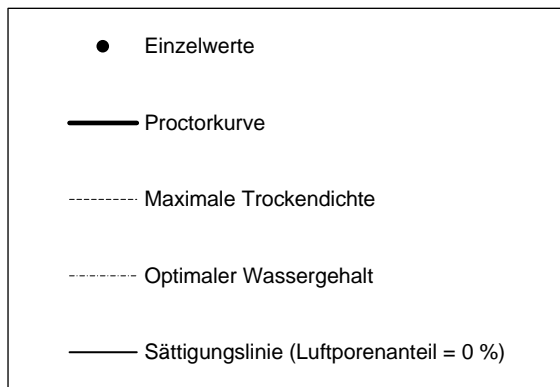 Einzelwerte
Proctorkurve
Maximale Trockendichte
Optimaler Wassergehalt
Sättigungslinie (Luftporenanteil = 0 %)